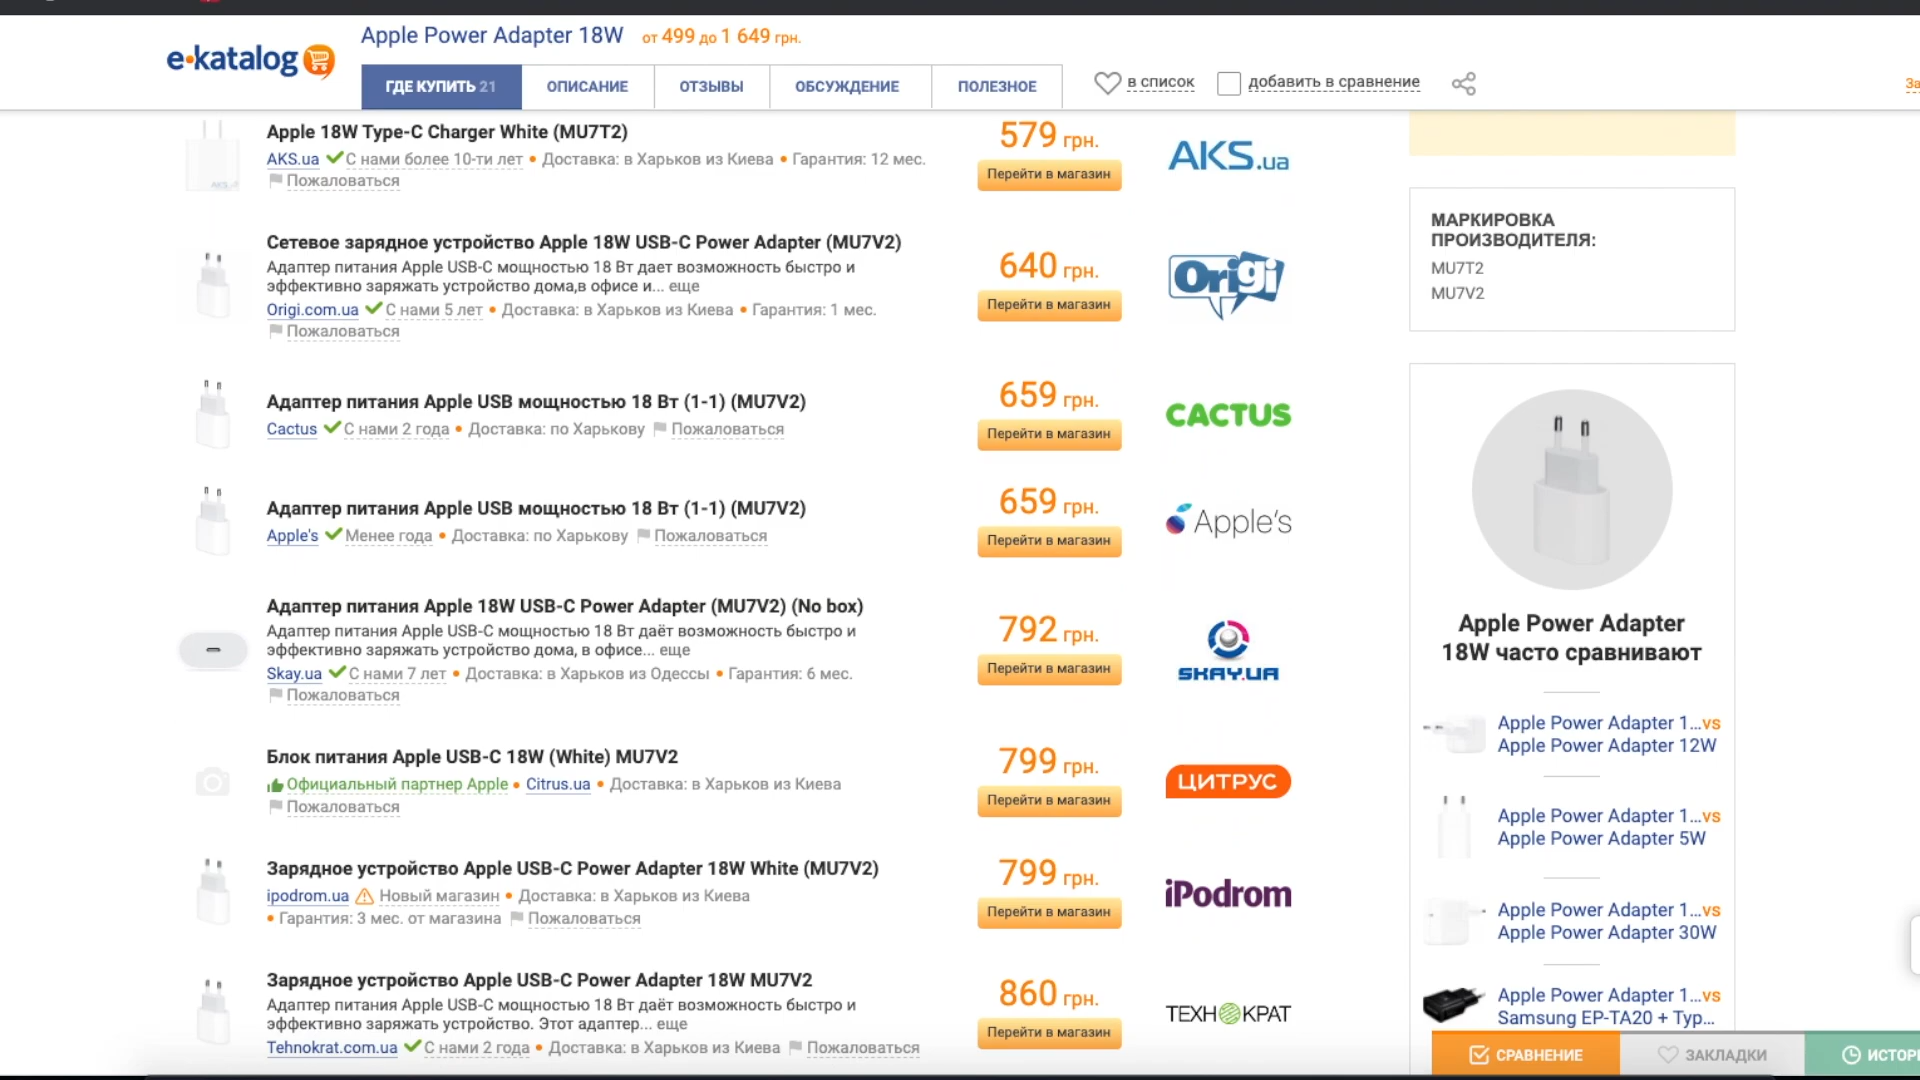 e·katalog
Apple Power Adapter 18W от 499 до 1 649 грн.
ГДЕ КУПИТЬ 21
ОПИСАНИЕ
ОТЗЫВЫ
ОБСУЖДЕНИЕ
ПОЛЕЗНОЕ
в список
добавить в сравнение
За
Apple 18W Type-C Charger White (MU7T2)
AKS.ua С нами более 10-ти лет • Доставка: в Харьков из Киева • Гарантия: 12 мес.
Пожаловаться
579 грн.
Перейти в магазин
AKS.ua
Сетевое зарядное устройство Apple 18W USB-C Power Adapter (MU7V2)
Адаптер питания Apple USB-C мощностью 18 Вт дает возможность быстро и
эффективно заряжать устройство дома,в офисе и... еще
Origi.com.ua С нами 5 лет • Доставка: в Харьков из Киева • Гарантия: 1 мес.
Пожаловаться
640 грн.
Перейти в магазин
Origi
Адаптер питания Apple USB мощностью 18 Вт (1-1) (MU7V2)
Cactus С нами 2 года • Доставка: по Харькову Пожаловаться
659 грн.
Перейти в магазин
CACTUS
Адаптер питания Apple USB мощностью 18 Вт (1-1) (MU7V2)
Apple's Менее года • Доставка: по Харькову Пожаловаться
659 грн.
Перейти в магазин
Apple's
Адаптер питания Apple 18W USB-C Power Adapter (MU7V2) (No box)
Адаптер питания Apple USB-C мощностью 18 Вт даёт возможность быстро и
эффективно заряжать устройство дома, в офисе... еще
Skay.ua С нами 7 лет • Доставка: в Харьков из Одессы • Гарантия: 6 мес.
Пожаловаться
792 грн.
Перейти в магазин
SKAY.UA
Блок питания Apple USB-C 18W (White) MU7V2
Официальный партнер Apple • Citrus.ua • Доставка: в Харьков из Киева
Пожаловаться
799 грн.
Перейти в магазин
ЦИТРУС
Зарядное устройство Apple USB-C Power Adapter 18W White (MU7V2)
ipodrom.ua Новый магазин • Доставка: в Харьков из Киева
• Гарантия: 3 мес. от магазина Пожаловаться
799 грн.
Перейти в магазин
iPodrom
Зарядное устройство Apple USB-C Power Adapter 18W MU7V2
Адаптер питания Apple USB-C мощностью 18 Вт даёт возможность быстро и
эффективно заряжать устройство. Этот адаптер... еще
Tehnokrat.com.ua С нами 2 года • Доставка: в Харьков из Киева Пожаловаться
860 грн.
Перейти в магазин
ТЕХНОКРАТ
МАРКИРОВКА
ПРОИЗВОДИТЕЛЯ:
MU7T2
MU7V2
Apple Power Adapter
18W часто сравнивают
Apple Power Adapter 1...vs
Apple Power Adapter 12W
Apple Power Adapter 1...vs
Apple Power Adapter 5W
Apple Power Adapter 1...vs
Apple Power Adapter 30W
Apple Power Adapter 1...vs
Samsung EP-TA20 + Typ...
СРАВНЕНИЕ
ЗАКЛАДКИ
ИСТОР